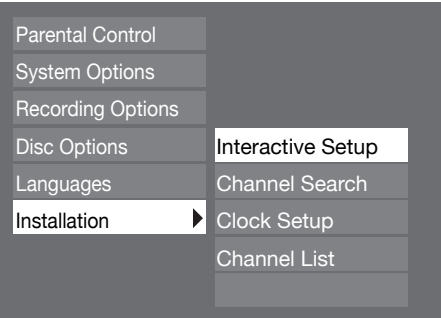 Parental Control
System Options
Recording Options
Disc Options
Languages
Installation
Interactive Setup
Channel Search
Clock Setup
Channel List